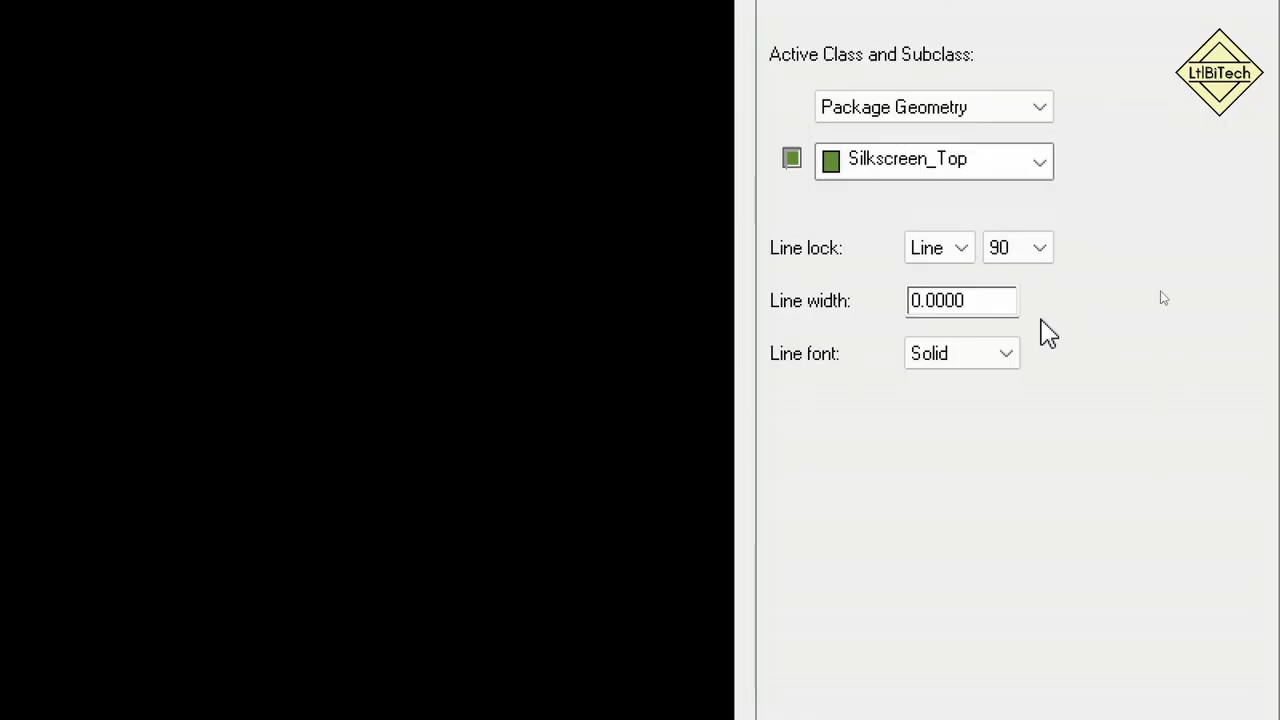 Active Class and Subclass:
LtlBiTech
Package Geometry
Silkscreen_Top
Line lock: Line 90
Line width: 0.0000
Line font: Solid